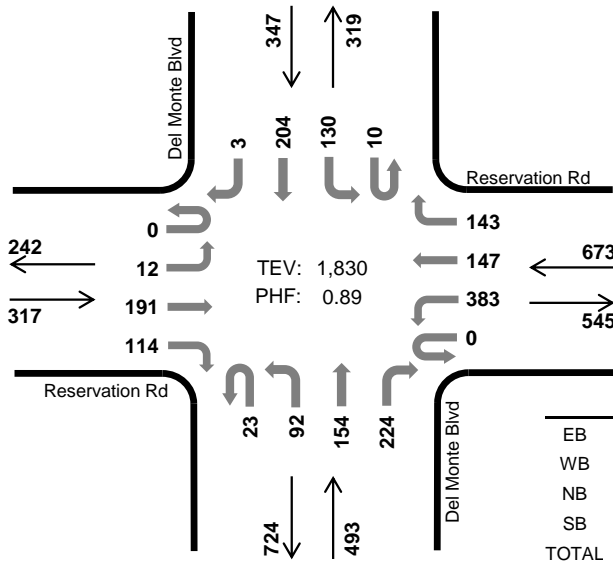 347
319
Del Monte Blvd
3
204
130
10
Reservation Rd
0
143
242
12
TEV: 1,830
147
673
317
191
PHF: 0.89
383
545
114
0
Reservation Rd
23
92
154
224
Del Monte Blvd
724
493
EB
WB
NB
SB
TOTAL